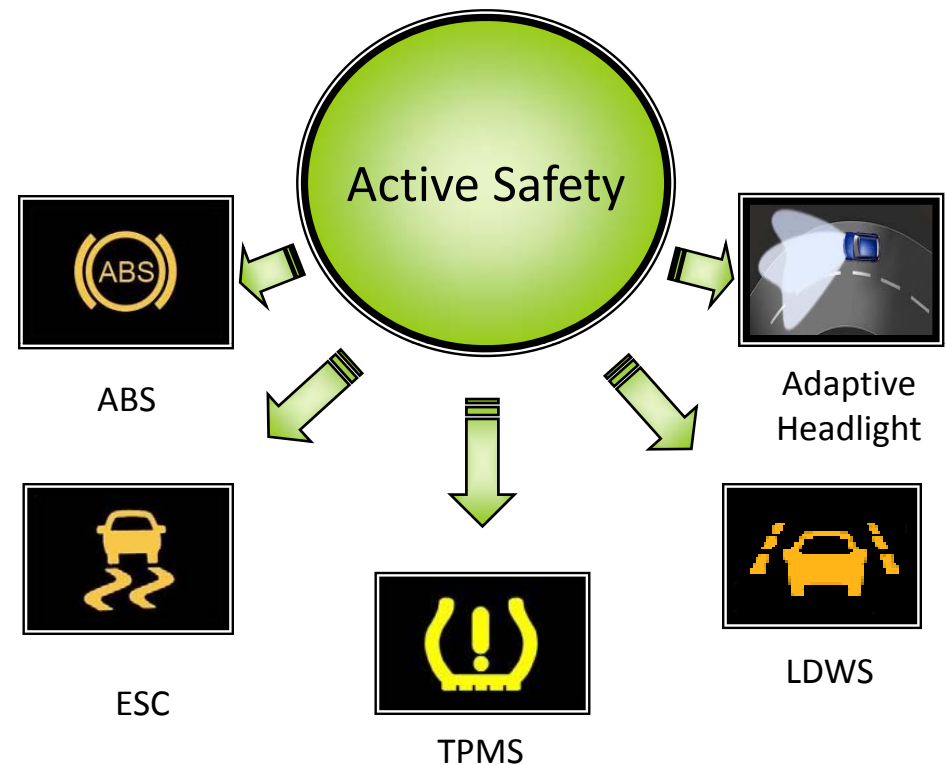 Active Safety
ABS
ABS
Adaptive
Headlight
ESC
TPMS
LDWS